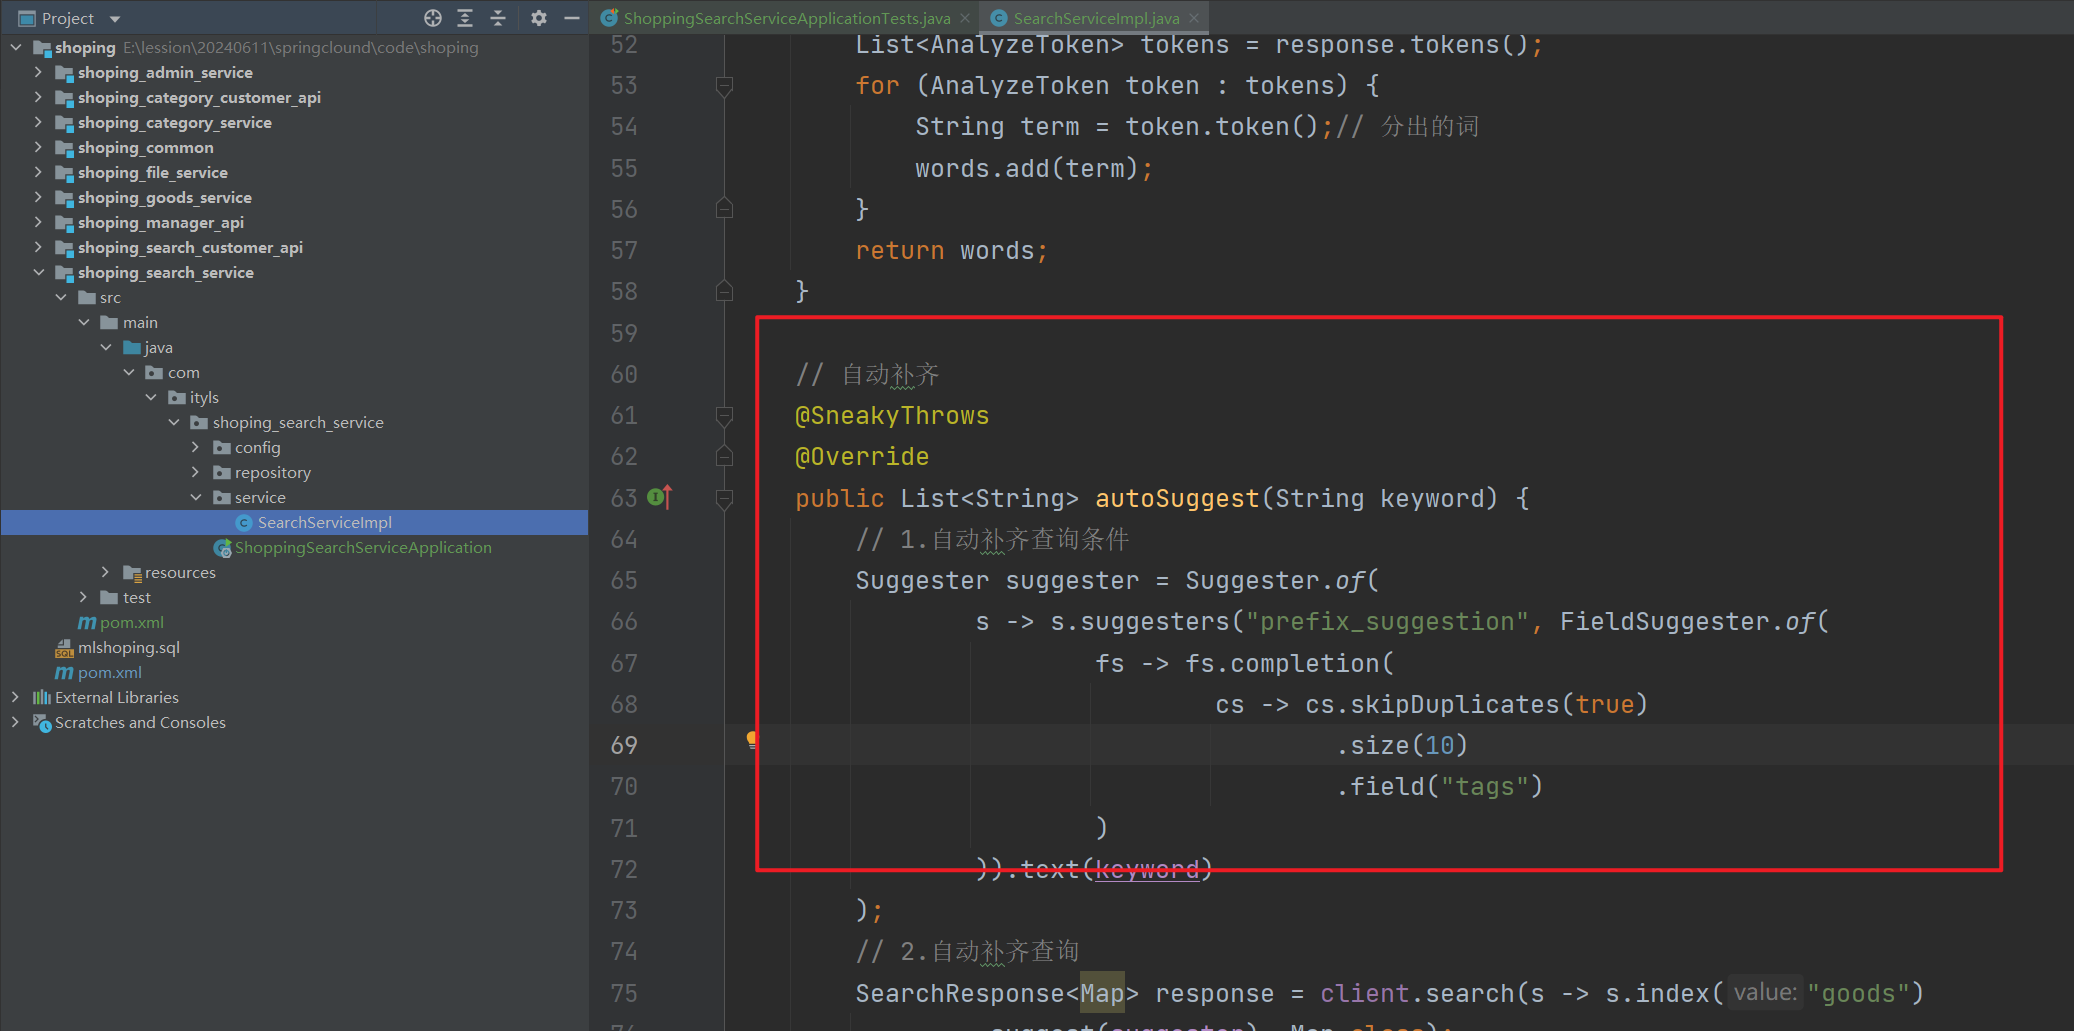 Project
shoping E:\lession\20240611\springclound\code\shoping
shoping_admin_service
shoping_category_customer_api
shoping_category_service
shoping_common
shoping_file_service
shoping_goods_service
shoping_manager_api
shoping_search_customer_api
shoping_search_service
src
main
java
com
ityls
shoping_search_service
config
repository
service
SearchServiceImpl
ShoppingSearchServiceApplication
resources
test
pom.xml
mlshoping.sql
pom.xml
External Libraries
Scratches and Consoles
ShoppingSearchServiceApplicationTests.java
SearchServiceImpl.java
52 List<AnalyzeToken> tokens = response.tokens();
53 for (AnalyzeToken token : tokens) {
54 String term = token.token();// 分出的词
55 words.add(term);
56 }
57 return words;
58 }
59
60 // 自动补齐
61 @SneakyThrows
62 @Override
63 public List<String> autoSuggest(String keyword) {
64 // 1.自动补齐查询条件
65 Suggester suggester = Suggester.of(
66 s -> s.suggesters("prefix_suggestion", FieldSuggester.of(
67 fs -> fs.completion(
68 cs -> cs.skipDuplicates(true)
69 .size(10)
70 .field("tags")
71 )
72 )).text(keyword)
73 );
74 // 2.自动补齐查询
75 SearchResponse<Map> response = client.search(s -> s.index( value: "goods")
76 .suggest(suggester), Map.class);